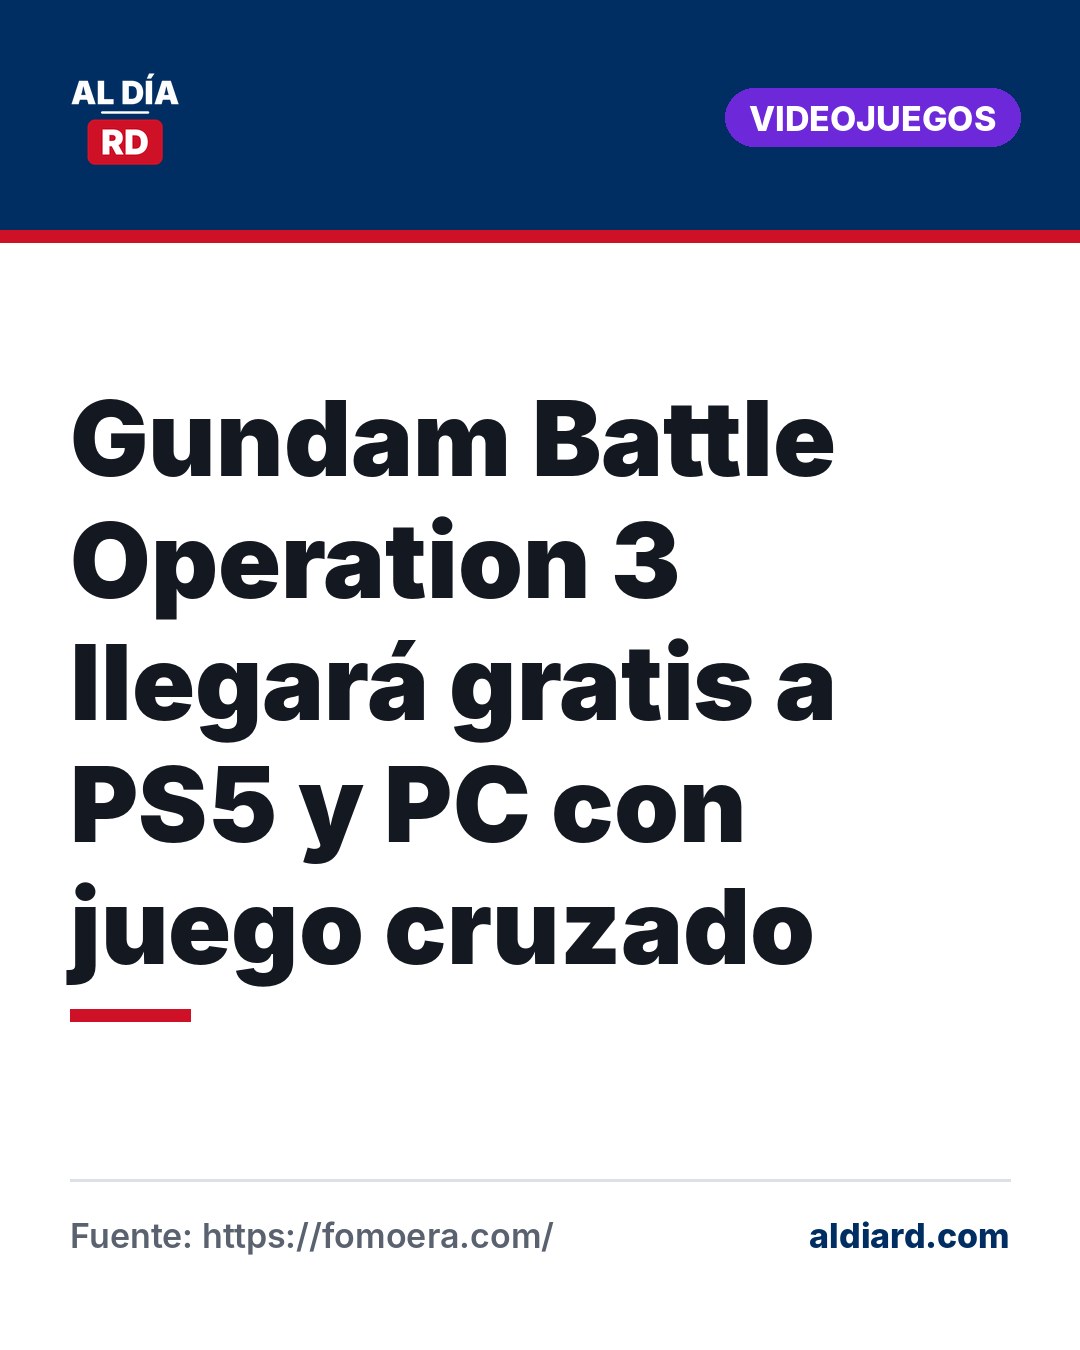 AL DÍA
RD
VIDEOJUEGOS
Gundam Battle
Operation 3
llegará gratis a
PS5 y PC con
juego cruzado
Fuente: https://fomoera.com/
aldiard.com